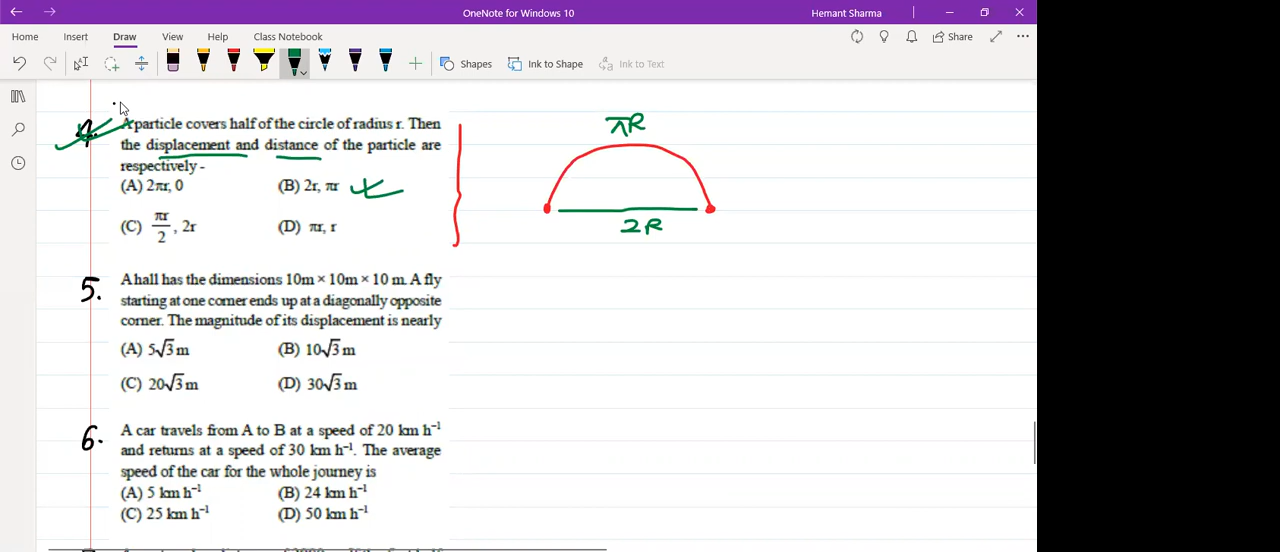 OneNote for Windows 10
Hemant Sharma
Home Insert Draw View Help Class Notebook
Share
Shapes Ink to Shape Ink to Text
4. A particle covers half of the circle of radius r. Then
the displacement and distance of the particle are
respectively -
(A) 2πr, 0 (B) 2r, πr
(C) πr/2, 2r (D) πr, r
πR
2R
5. A hall has the dimensions 10m × 10m × 10 m. A fly
starting at one corner ends up at a diagonally opposite
corner. The magnitude of its displacement is nearly
(A) 5√3 m (B) 10√3 m
(C) 20√3 m (D) 30√3 m
6. A car travels from A to B at a speed of 20 km h⁻¹
and returns at a speed of 30 km h⁻¹. The average
speed of the car for the whole journey is
(A) 5 km h⁻¹ (B) 24 km h⁻¹
(C) 25 km h⁻¹ (D) 50 km h⁻¹